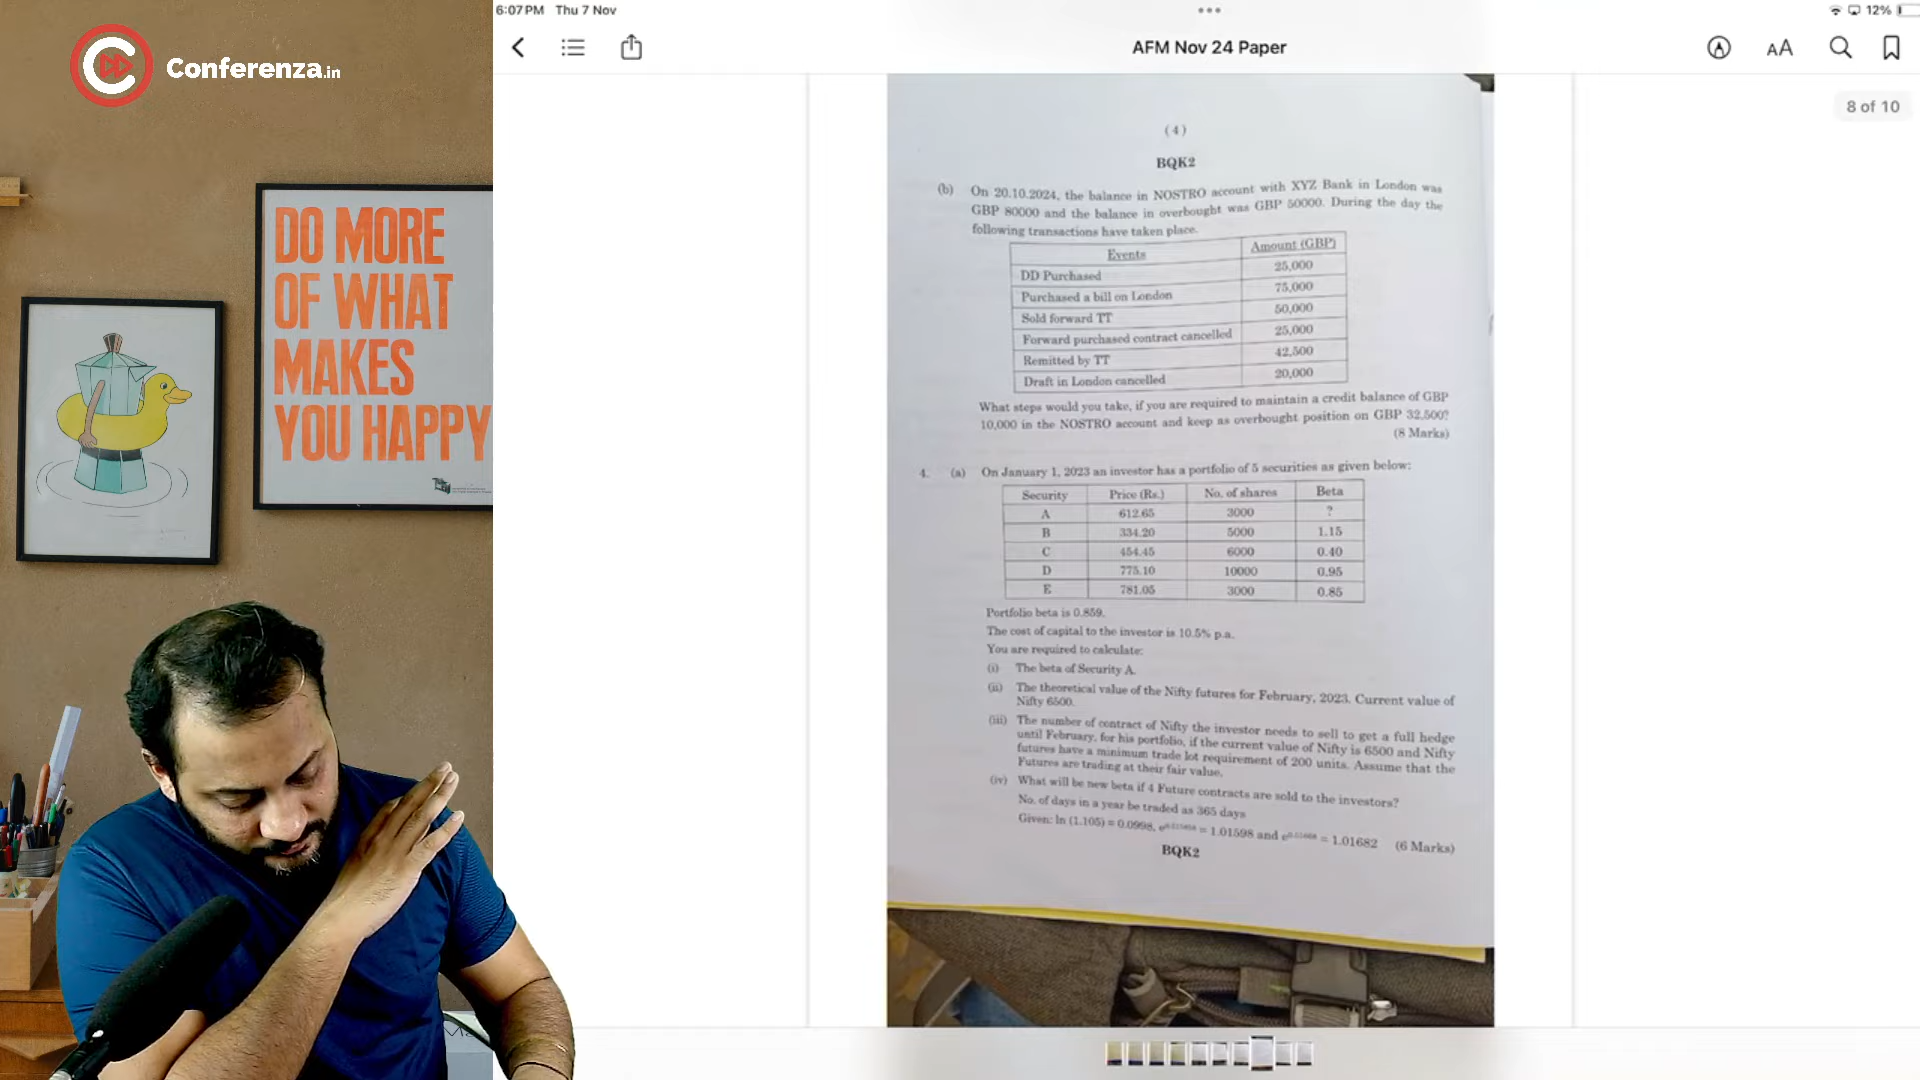 6:07 PM Thu 7 Nov
12%
Conferenza.in
AFM Nov 24 Paper
AA
8 of 10
DO MORE
OF WHAT
MAKES
YOU HAPPY
(4)
BQK2
(b) On 20.10.2024, the balance in NOSTRO account with XYZ Bank in London was
GBP 80000 and the balance in overbought was GBP 50000. During the day the
following transactions have taken place.
Events Amount (GBP)
DD Purchased 25,000
Purchased a bill on London 75,000
Sold forward TT 50,000
Forward purchased contract cancelled 25,000
Remitted by TT 42,500
Draft in London cancelled 20,000
What steps would you take, if you are required to maintain a credit balance of GBP
10,000 in the NOSTRO account and keep as overbought position on GBP 32,500?
(8 Marks)
4. (a) On January 1, 2023 an investor has a portfolio of 5 securities as given below:
Security Price (Rs.) No. of shares Beta
A 612.65 3000 ?
B 334.20 5000 1.15
C 454.45 6000 0.40
D 775.10 10000 0.95
E 781.05 3000 0.85
Portfolio beta is 0.859.
The cost of capital to the investor is 10.5% p.a.
You are required to calculate:
(i) The beta of Security A.
(ii) The theoretical value of the Nifty futures for February, 2023. Current value of
Nifty 6500.
(iii) The number of contract of Nifty the investor needs to sell to get a full hedge
until February, for his portfolio, if the current value of Nifty is 6500 and Nifty
futures have a minimum trade lot requirement of 200 units. Assume that the
Futures are trading at their fair value.
(iv) What will be new beta if 4 Future contracts are sold to the investors?
No. of days in a year be traded as 365 days
Given: ln (1.105) = 0.0998, e = 1.01598 and e = 1.01682 (6 Marks)
BQK2